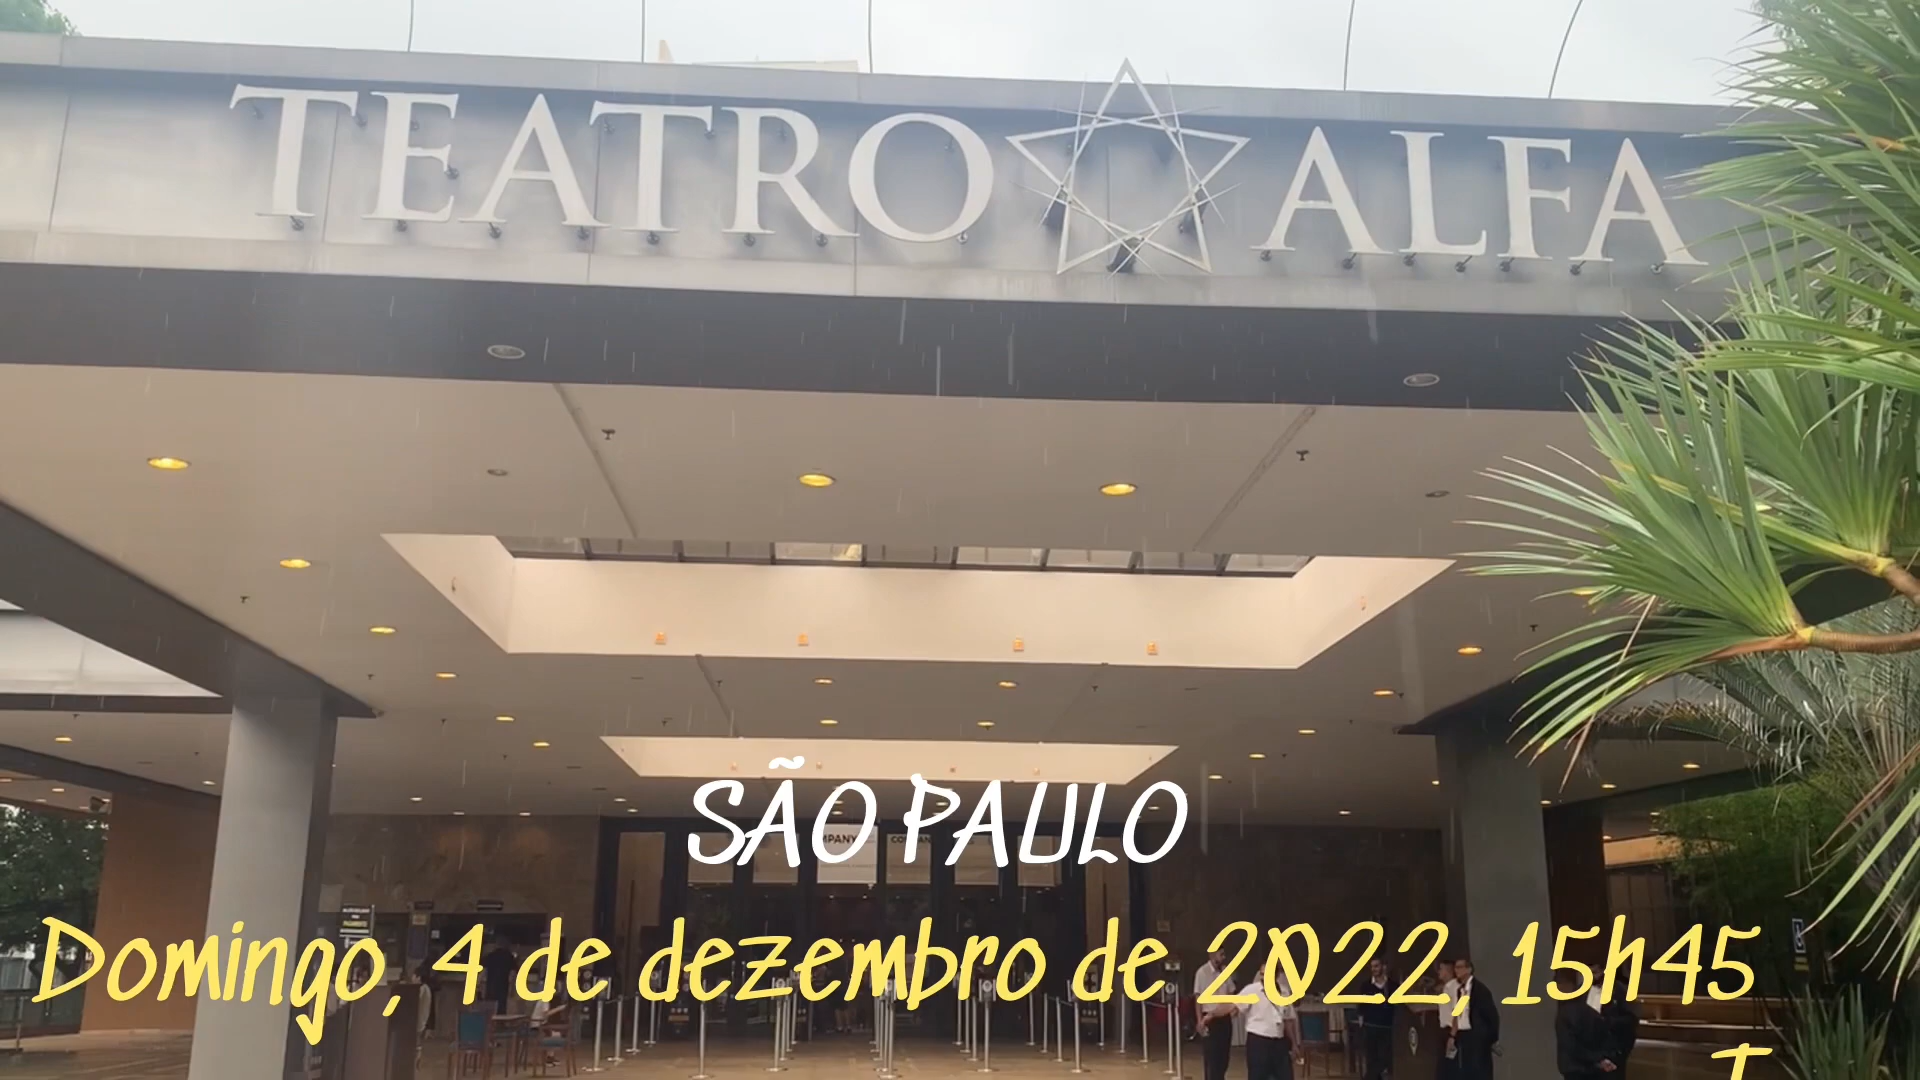 TEATRO ALFA
SÃO PAULO
Domingo, 4 de dezembro de 2022, 15h45